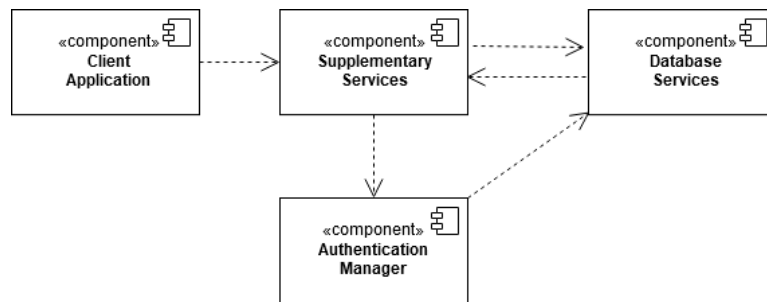 «component»
Client
Application
«component»
Supplementary
Services
«component»
Database
Services
«component»
Authentication
Manager